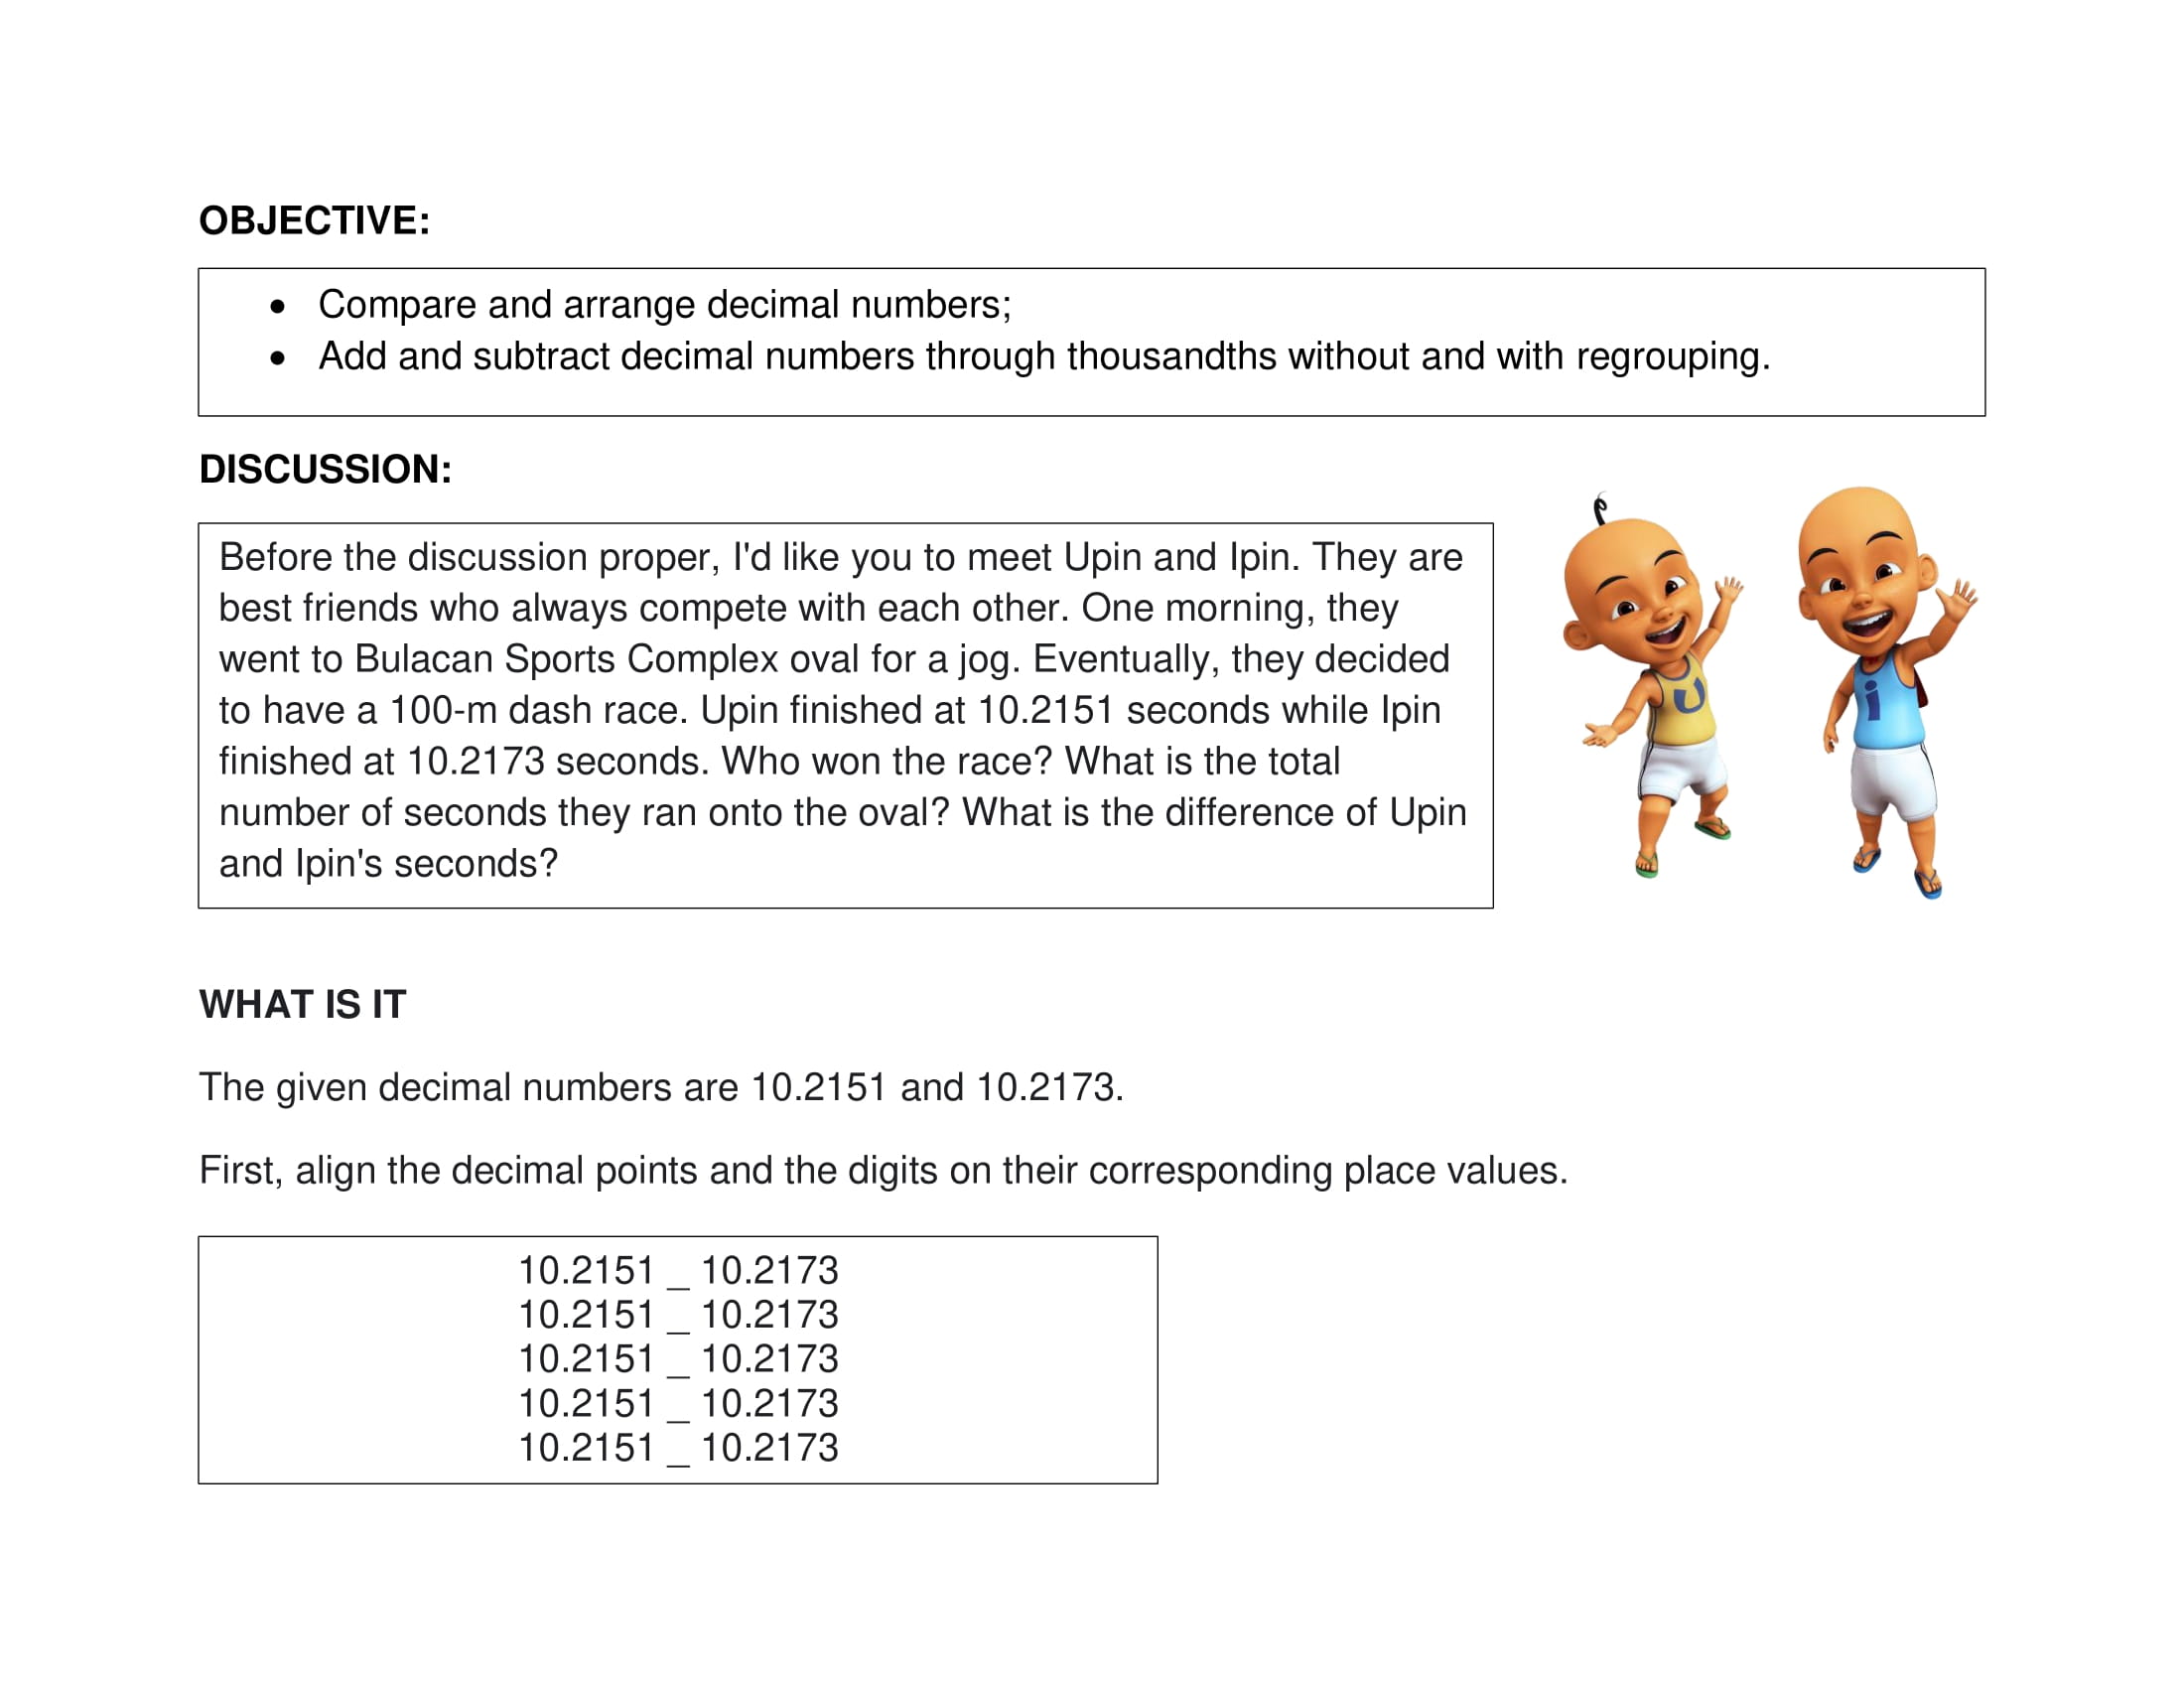 OBJECTIVE:
• Compare and arrange decimal numbers;
• Add and subtract decimal numbers through thousandths without and with regrouping.
DISCUSSION:
Before the discussion proper, I'd like you to meet Upin and Ipin. They are
best friends who always compete with each other. One morning, they
went to Bulacan Sports Complex oval for a jog. Eventually, they decided
to have a 100-m dash race. Upin finished at 10.2151 seconds while Ipin
finished at 10.2173 seconds. Who won the race? What is the total
number of seconds they ran onto the oval? What is the difference of Upin
and Ipin's seconds?
U
i
WHAT IS IT
The given decimal numbers are 10.2151 and 10.2173.
First, align the decimal points and the digits on their corresponding place values.
10.2151 _ 10.2173
10.2151 _ 10.2173
10.2151 _ 10.2173
10.2151 _ 10.2173
10.2151 _ 10.2173